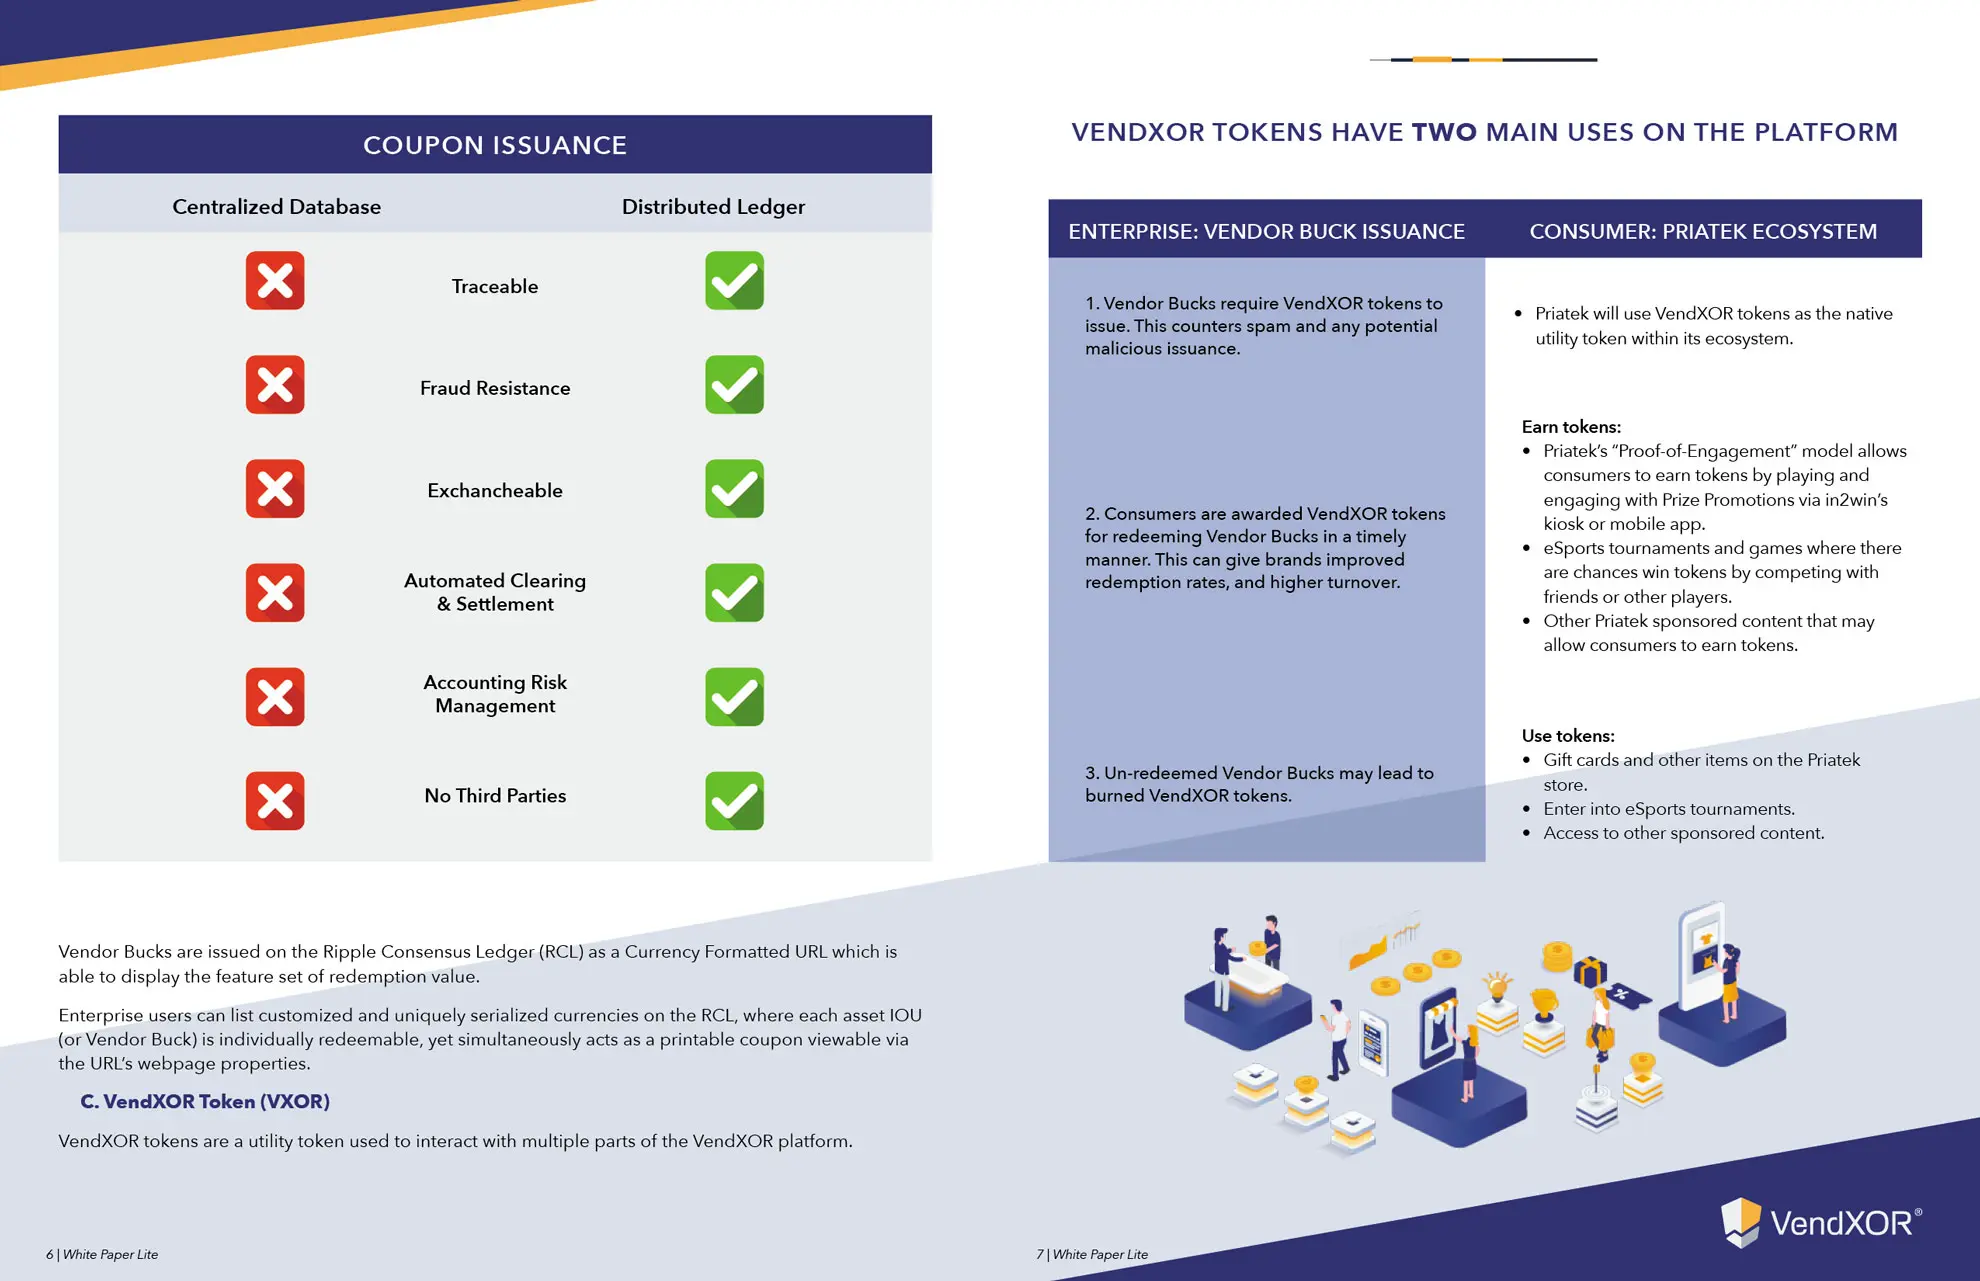 COUPON ISSUANCE
Centralized Database
Distributed Ledger
Traceable
Fraud Resistance
Exchancheable
Automated Clearing
& Settlement
Accounting Risk
Management
No Third Parties
Vendor Bucks are issued on the Ripple Consensus Ledger (RCL) as a Currency Formatted URL which is
able to display the feature set of redemption value.
Enterprise users can list customized and uniquely serialized currencies on the RCL, where each asset IOU
(or Vendor Buck) is individually redeemable, yet simultaneously acts as a printable coupon viewable via
the URL's webpage properties.
C. VendXOR Token (VXOR)
VendXOR tokens are a utility token used to interact with multiple parts of the VendXOR platform.
6 | White Paper Lite
VENDXOR TOKENS HAVE TWO MAIN USES ON THE PLATFORM
ENTERPRISE: VENDOR BUCK ISSUANCE
1. Vendor Bucks require VendXOR tokens to
issue. This counters spam and any potential
malicious issuance.
2. Consumers are awarded VendXOR tokens
for redeeming Vendor Bucks in a timely
manner. This can give brands improved
redemption rates, and higher turnover.
3. Un-redeemed Vendor Bucks may lead to
burned VendXOR tokens.
CONSUMER: PRIATEK ECOSYSTEM
• Priatek will use VendXOR tokens as the native
utility token within its ecosystem.
Earn tokens:
• Priatek's “Proof-of-Engagement” model allows
consumers to earn tokens by playing and
engaging with Prize Promotions via in2win's
kiosk or mobile app.
• eSports tournaments and games where there
are chances win tokens by competing with
friends or other players.
• Other Priatek sponsored content that may
allow consumers to earn tokens.
Use tokens:
• Gift cards and other items on the Priatek
store.
• Enter into eSports tournaments.
• Access to other sponsored content.
VendXOR®
7 | White Paper Lite